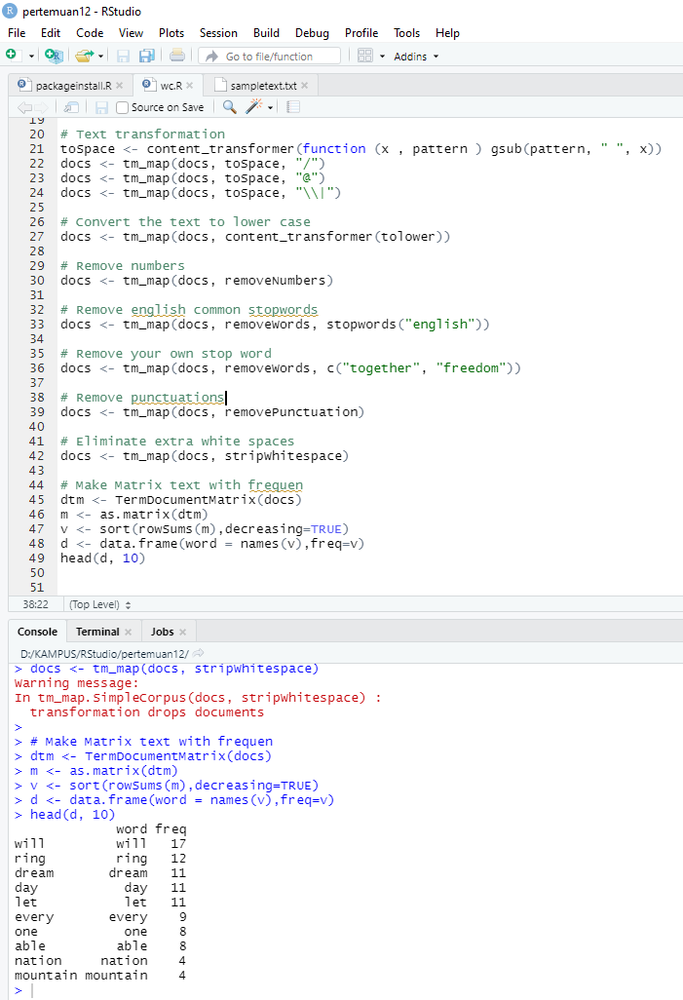 pertemuan12 - RStudio
File Edit Code View Plots Session Build Debug Profile Tools Help
Go to file/function Addins
packageinstall.R wc.R sampletext.txt
Source on Save
19
20 # Text transformation
21 toSpace <- content_transformer(function (x , pattern ) gsub(pattern, " ", x))
22 docs <- tm_map(docs, toSpace, "/")
23 docs <- tm_map(docs, toSpace, "@")
24 docs <- tm_map(docs, toSpace, "\\|")
25
26 # Convert the text to lower case
27 docs <- tm_map(docs, content_transformer(tolower))
28
29 # Remove numbers
30 docs <- tm_map(docs, removeNumbers)
31
32 # Remove english common stopwords
33 docs <- tm_map(docs, removeWords, stopwords("english"))
34
35 # Remove your own stop word
36 docs <- tm_map(docs, removeWords, c("together", "freedom"))
37
38 # Remove punctuations
39 docs <- tm_map(docs, removePunctuation)
40
41 # Eliminate extra white spaces
42 docs <- tm_map(docs, stripWhitespace)
43
44 # Make Matrix text with frequen
45 dtm <- TermDocumentMatrix(docs)
46 m <- as.matrix(dtm)
47 v <- sort(rowSums(m),decreasing=TRUE)
48 d <- data.frame(word = names(v),freq=v)
49 head(d, 10)
50
51
38:22 (Top Level)
Console Terminal Jobs
D:/KAMPUS/RStudio/pertemuan12/
> docs <- tm_map(docs, stripWhitespace)
Warning message:
In tm_map.SimpleCorpus(docs, stripWhitespace) :
transformation drops documents
>
> # Make Matrix text with frequen
> dtm <- TermDocumentMatrix(docs)
> m <- as.matrix(dtm)
> v <- sort(rowSums(m),decreasing=TRUE)
> d <- data.frame(word = names(v),freq=v)
> head(d, 10)
word freq
will will 17
ring ring 12
dream dream 11
day day 11
let let 11
every every 9
one one 8
able able 8
nation nation 4
mountain mountain 4
>